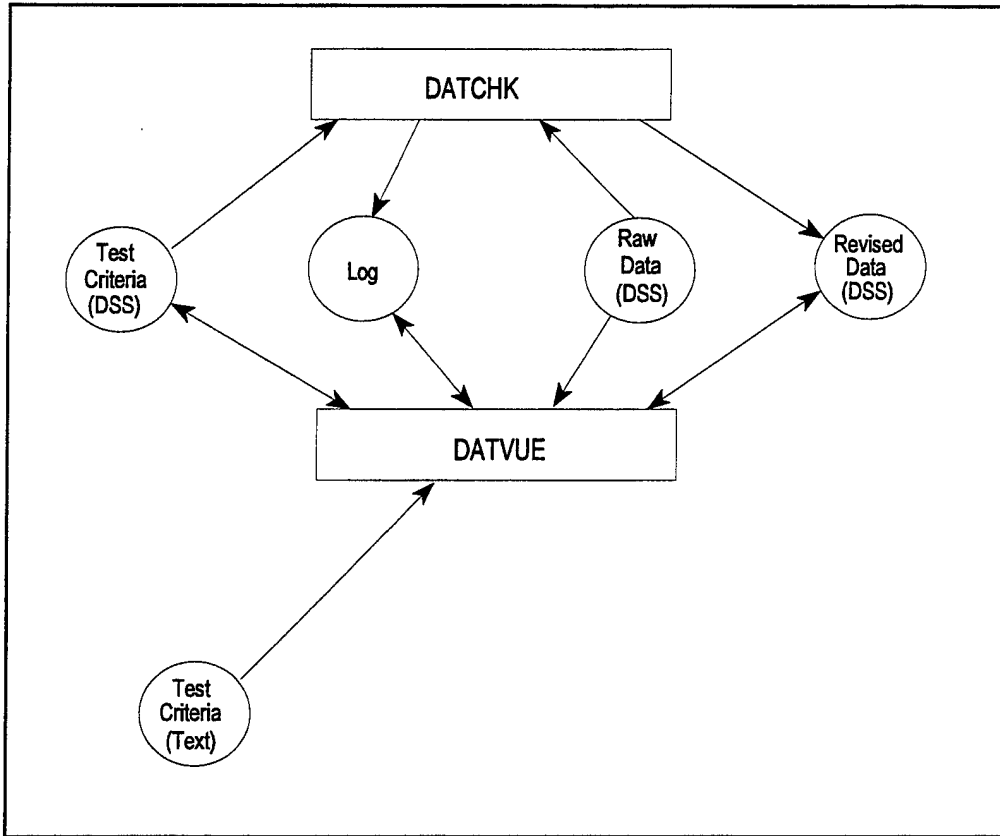 DATCHK
Test
Criteria
(DSS)
Log
Raw
Data
(DSS)
Revised
Data
(DSS)
DATVUE
Test
Criteria
(Text)